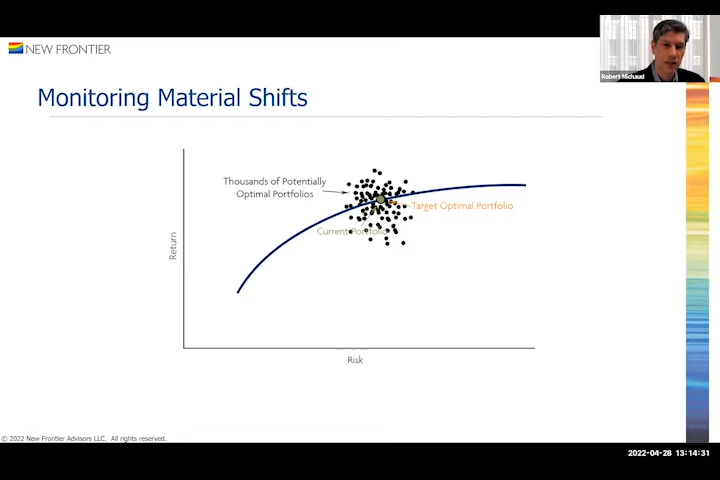 NEW FRONTIER
Robert Michaud
Monitoring Material Shifts
Thousands of Potentially
Optimal Portfolios
Target Optimal Portfolio
Current Portfolio
Return
Risk
© 2022 New Frontier Advisors LLC. All rights reserved.
2022-04-28 13:14:31